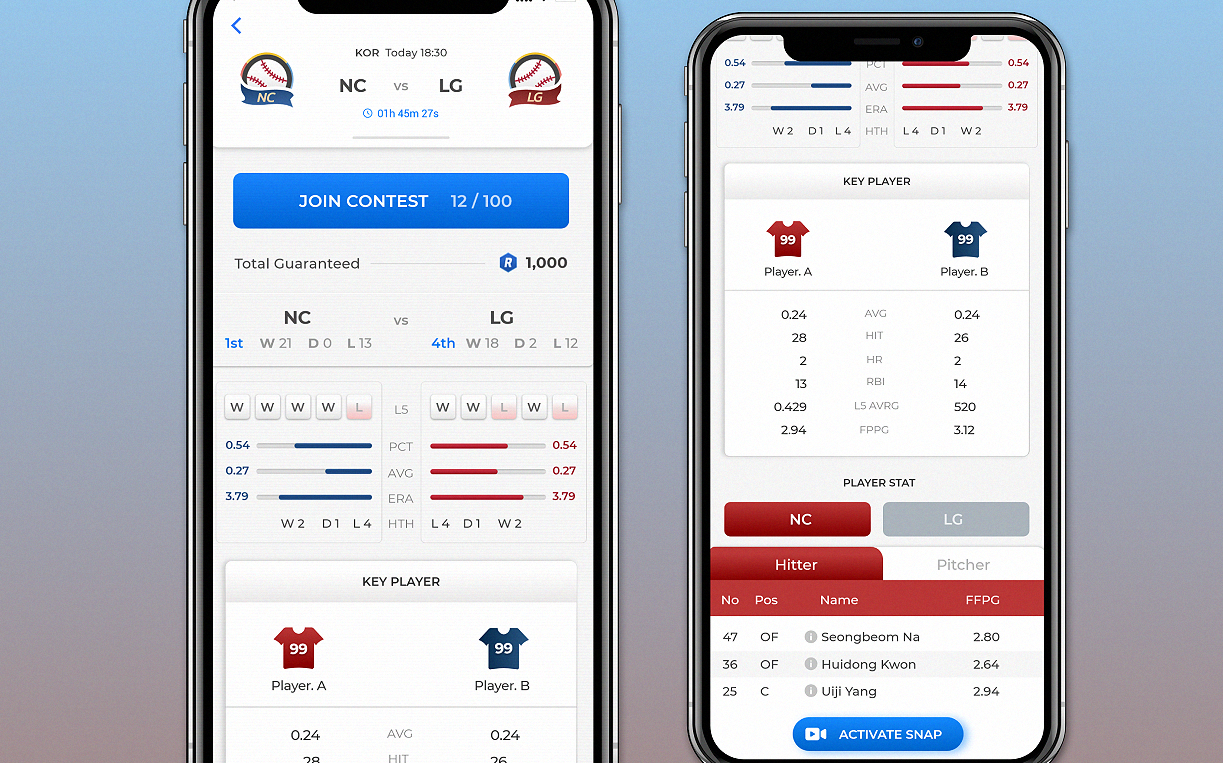 KOR Today 18:30
NC vs LG
NC
LG
01h 45m 27s
JOIN CONTEST 12 / 100
Total Guaranteed R 1,000
NC vs LG
1st W 21 D 0 L 13 4th W 18 D 2 L 12
W W W W L L5 W W L W L
0.54 PCT 0.54
0.27 AVG 0.27
3.79 ERA 3.79
W 2 D 1 L 4 HTH L 4 D 1 W 2
KEY PLAYER
99 99
Player. A Player. B
0.24 AVG 0.24
28 HIT 26
0.54 PCT 0.54
0.27 AVG 0.27
3.79 ERA 3.79
W 2 D 1 L 4 HTH L 4 D 1 W 2
KEY PLAYER
99 99
Player. A Player. B
0.24 AVG 0.24
28 HIT 26
2 HR 2
13 RBI 14
0.429 L5 AVRG 520
2.94 FPPG 3.12
PLAYER STAT
NC LG
Hitter Pitcher
No Pos Name FFPG
47 OF i Seongbeom Na 2.80
36 OF i Huidong Kwon 2.64
25 C i Uiji Yang 2.94
ACTIVATE SNAP